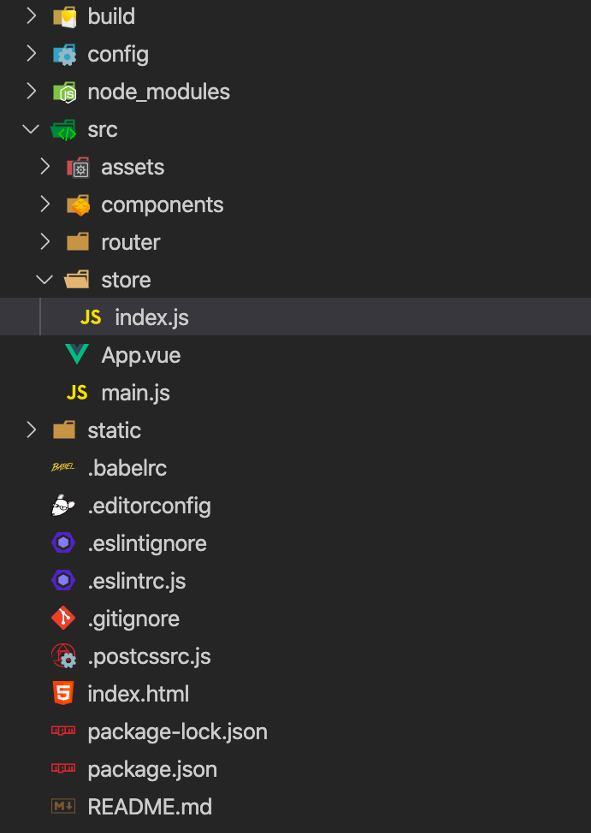 build
config
node_modules
src
assets
components
router
store
JS index.js
App.vue
JS main.js
static
BABEL .babelrc
.editorconfig
.eslintignore
.eslintrc.js
.gitignore
.postcssrc.js
5 index.html
npm package-lock.json
npm package.json
M README.md